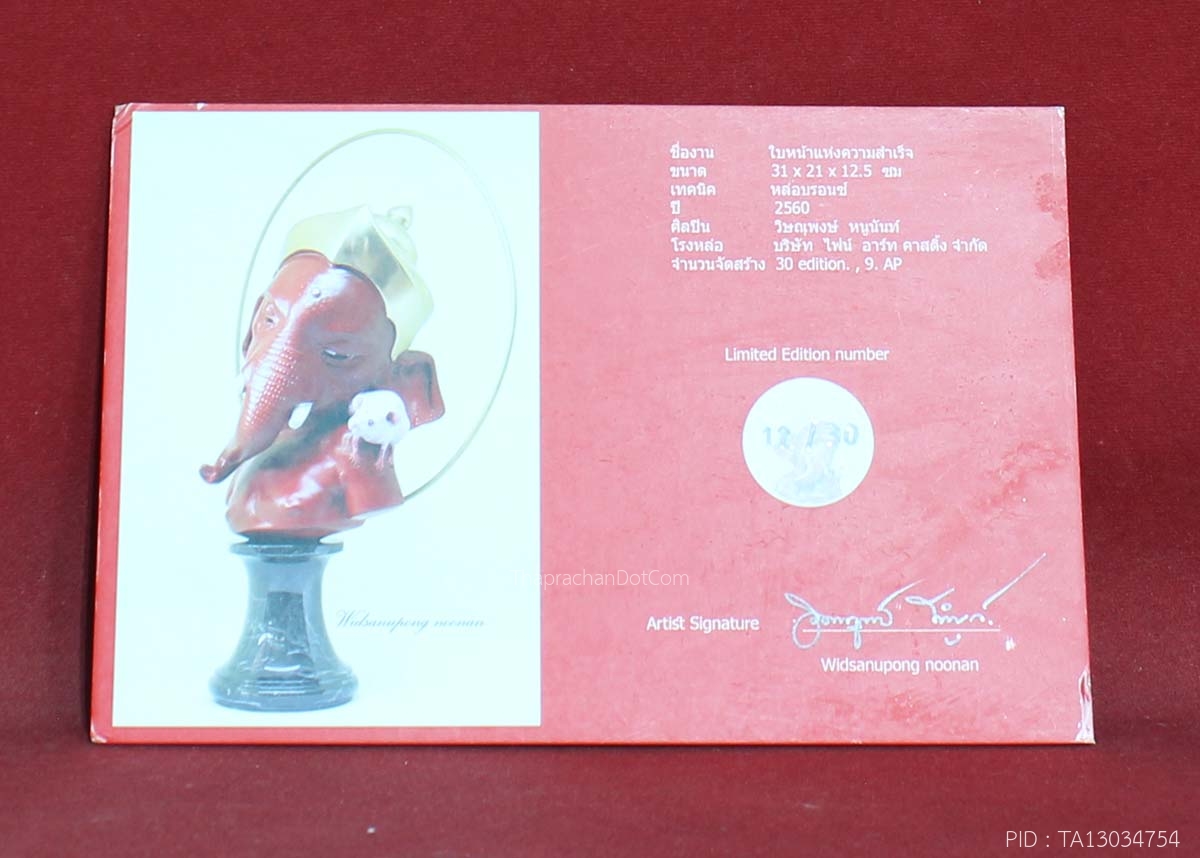 ชื่องาน ใบหน้าแห่งความสำเร็จ
ขนาด 31 x 21 x 12.5 ซม
เทคนิค หล่อบรอนซ์
ปี 2560
ศิลปิน วิษณุพงษ์ หนูนันท์
โรงหล่อ บริษัท ไฟน์ อาร์ท คาสติ้ง จำกัด
จำนวนจัดสร้าง 30 edition. , 9. AP
Limited Edition number
12 / 30
ThaprachanDotCom
Widsanupong noonan
Artist Signature
Widsanupong noonan
PID : TA13034754